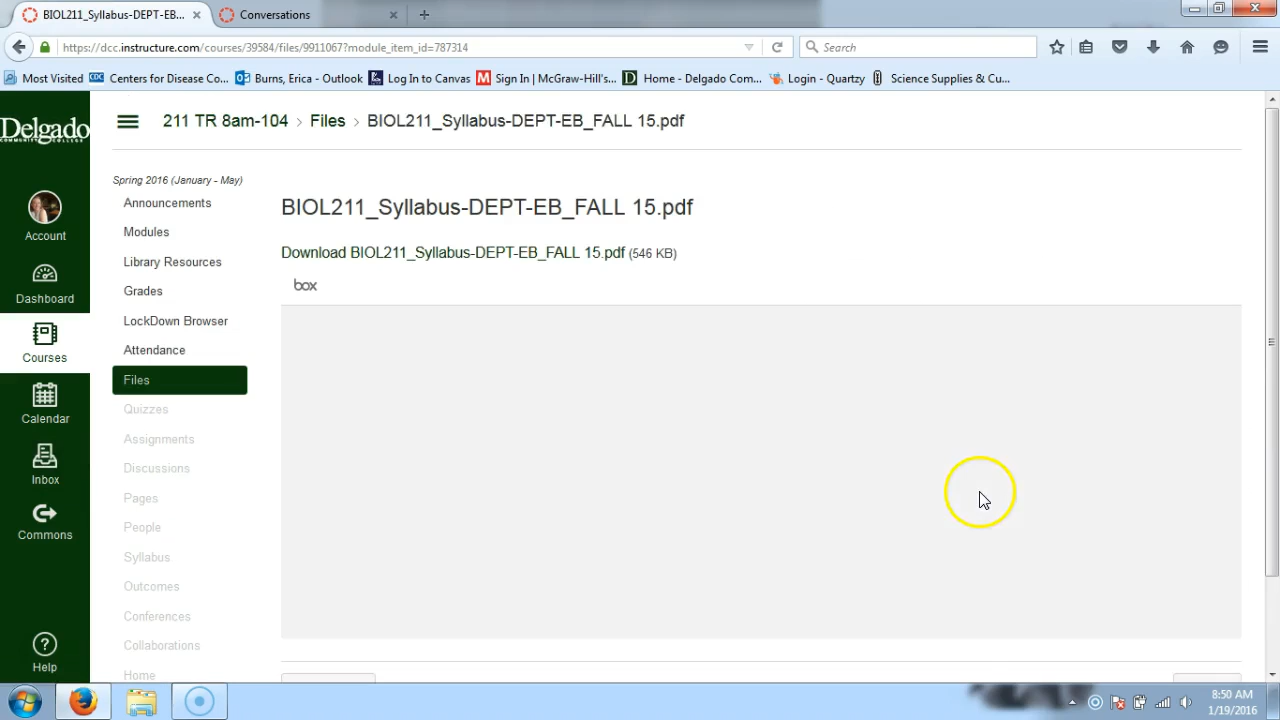 BIOL211_Syllabus-DEPT-EB...
Conversations
https://dcc.instructure.com/courses/39584/files/9911067?module_item_id=787314
Search
Most Visited
CDC Centers for Disease Co...
Burns, Erica - Outlook
Log In to Canvas
M Sign In | McGraw-Hill's...
D Home - Delgado Com...
Login - Quartzy
Science Supplies & Cu...
Delgado
COMMUNITY COLLEGE
Account
Dashboard
Courses
Calendar
Inbox
Commons
Help
211 TR 8am-104 › Files › BIOL211_Syllabus-DEPT-EB_FALL 15.pdf
Spring 2016 (January - May)
Announcements
Modules
Library Resources
Grades
LockDown Browser
Attendance
Files
Quizzes
Assignments
Discussions
Pages
People
Syllabus
Outcomes
Conferences
Collaborations
Home
BIOL211_Syllabus-DEPT-EB_FALL 15.pdf
Download BIOL211_Syllabus-DEPT-EB_FALL 15.pdf (546 KB)
box
8:50 AM
1/19/2016